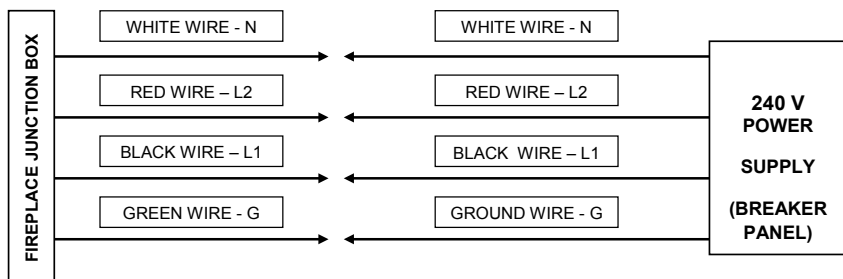 FIREPLACE JUNCTION BOX
WHITE WIRE - N
WHITE WIRE - N
RED WIRE – L2
RED WIRE – L2
BLACK WIRE – L1
BLACK WIRE – L1
GREEN WIRE - G
GROUND WIRE - G
240 V
POWER
SUPPLY
(BREAKER
PANEL)